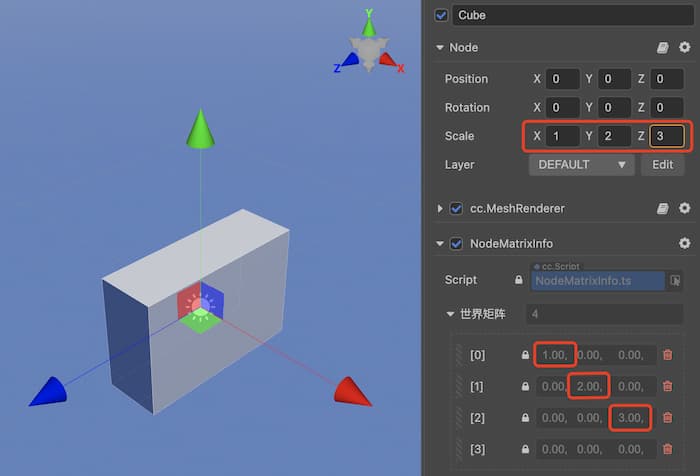 Y
Z X
Cube
Node
Position X 0 Y 0 Z 0
Rotation X 0 Y 0 Z 0
Scale X 1 Y 2 Z 3
Layer DEFAULT Edit
cc.MeshRenderer
NodeMatrixInfo
cc.Script
Script NodeMatrixInfo.ts
世界矩阵 4
[0] 1.00, 0.00, 0.00,
[1] 0.00, 2.00, 0.00,
[2] 0.00, 0.00, 3.00,
[3] 0.00, 0.00, 0.00,